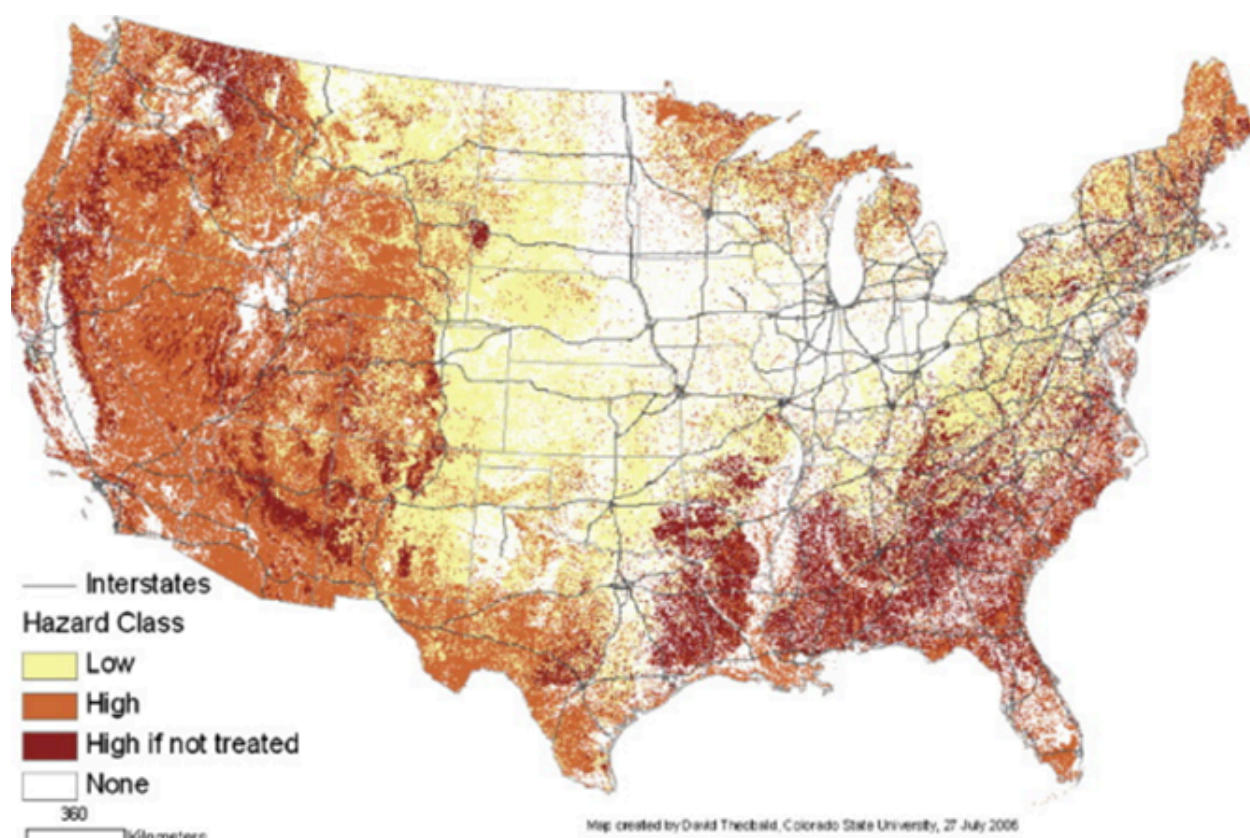 Interstates
Hazard Class
Low
High
High if not treated
None
360
Kilometers
Map created by David Theobald, Colorado State University, 27 July 2006